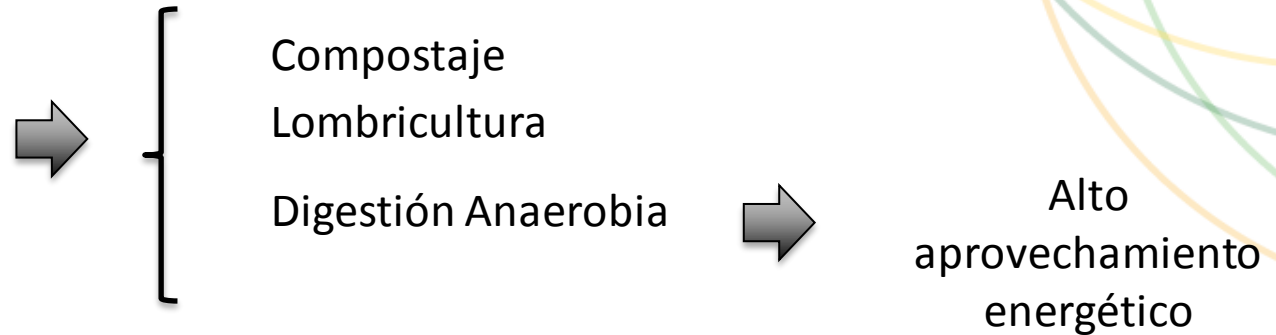 Compostaje
Lombricultura
Digestión Anaerobia
Alto
aprovechamiento
energético